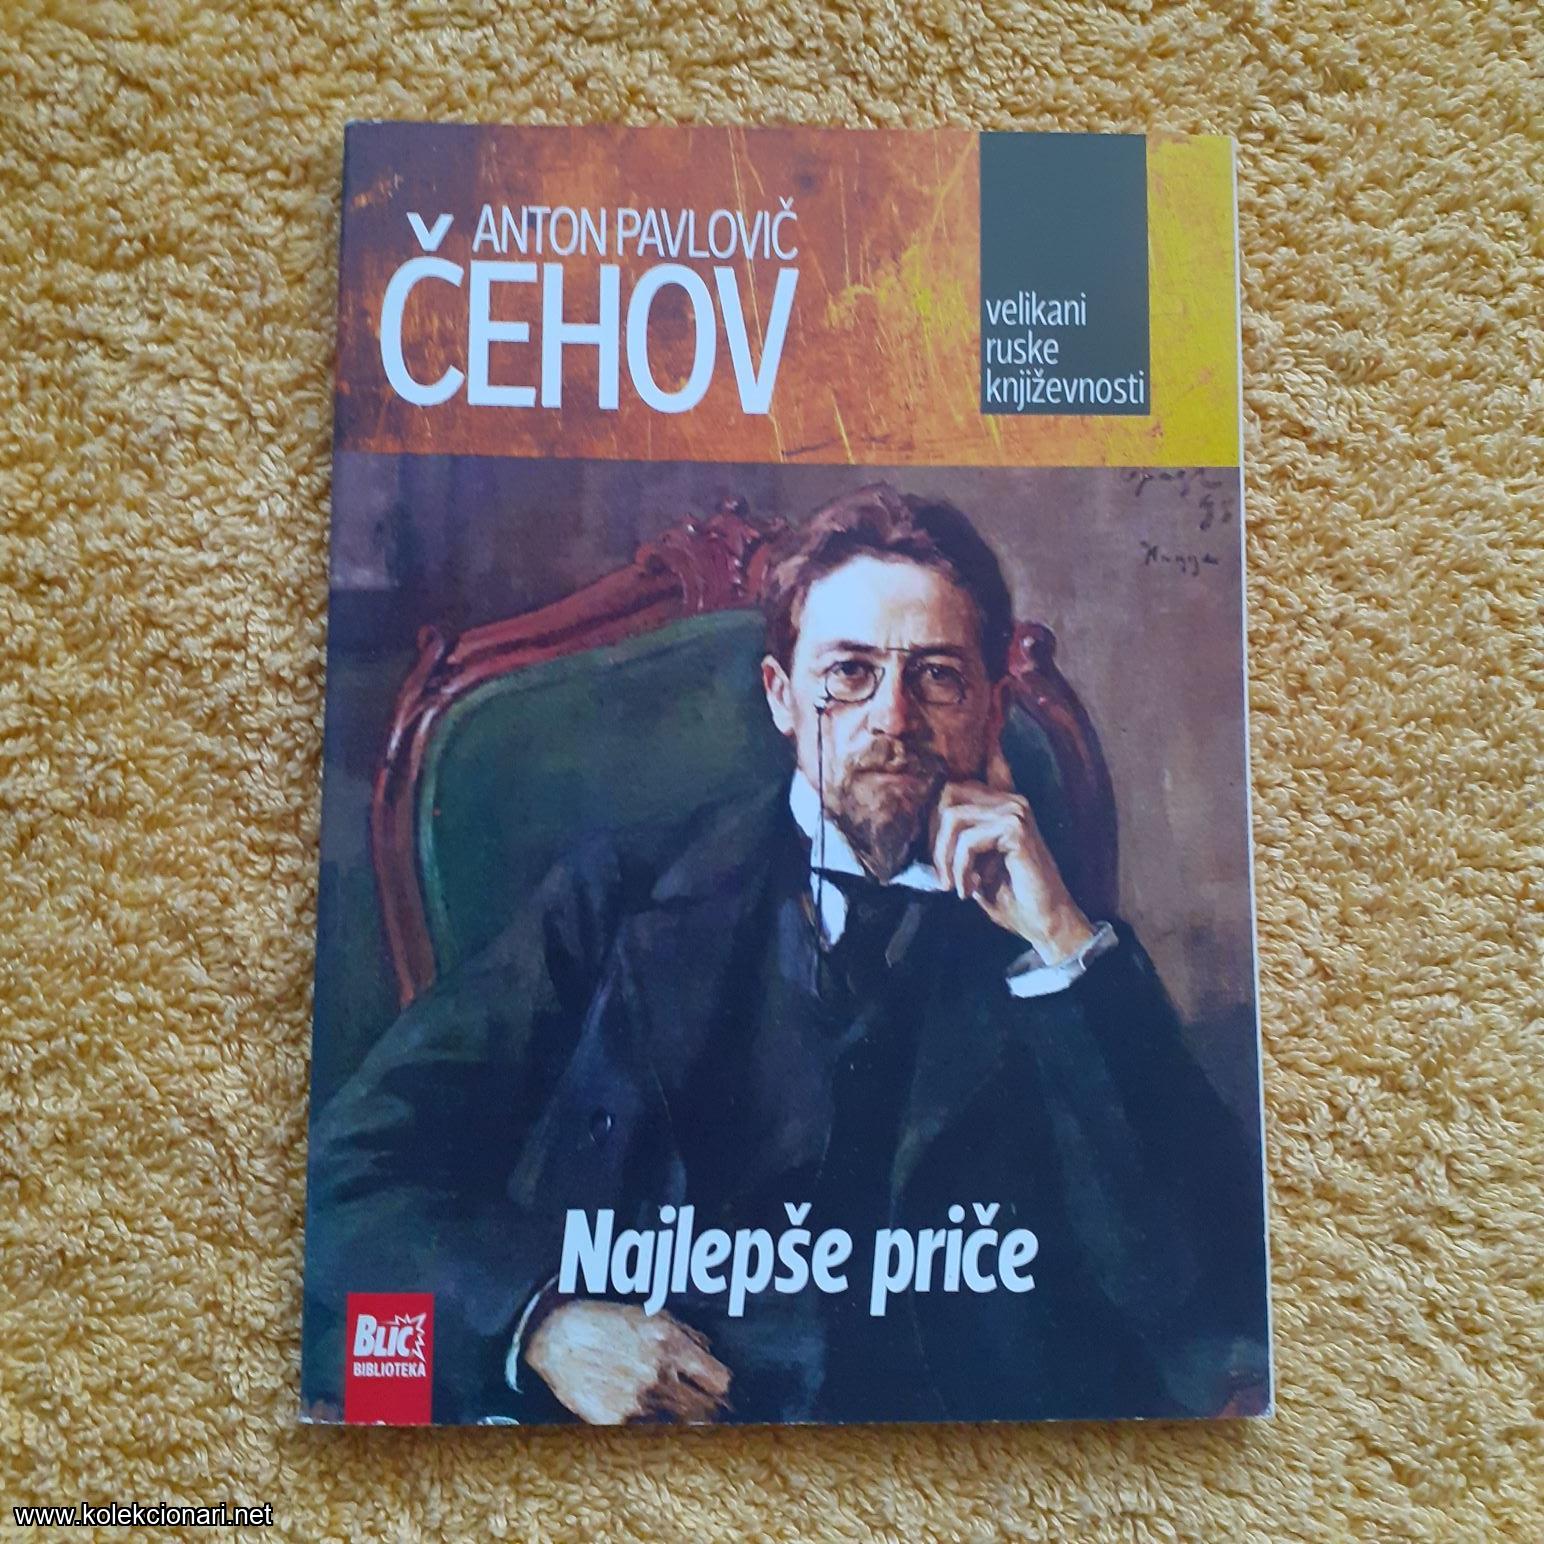 ANTON PAVLOVIČ
ČEHOV
velikani
ruske
književnosti
Najlepše priče
BLIC
BIBLIOTEKA
www.kolekcionari.net